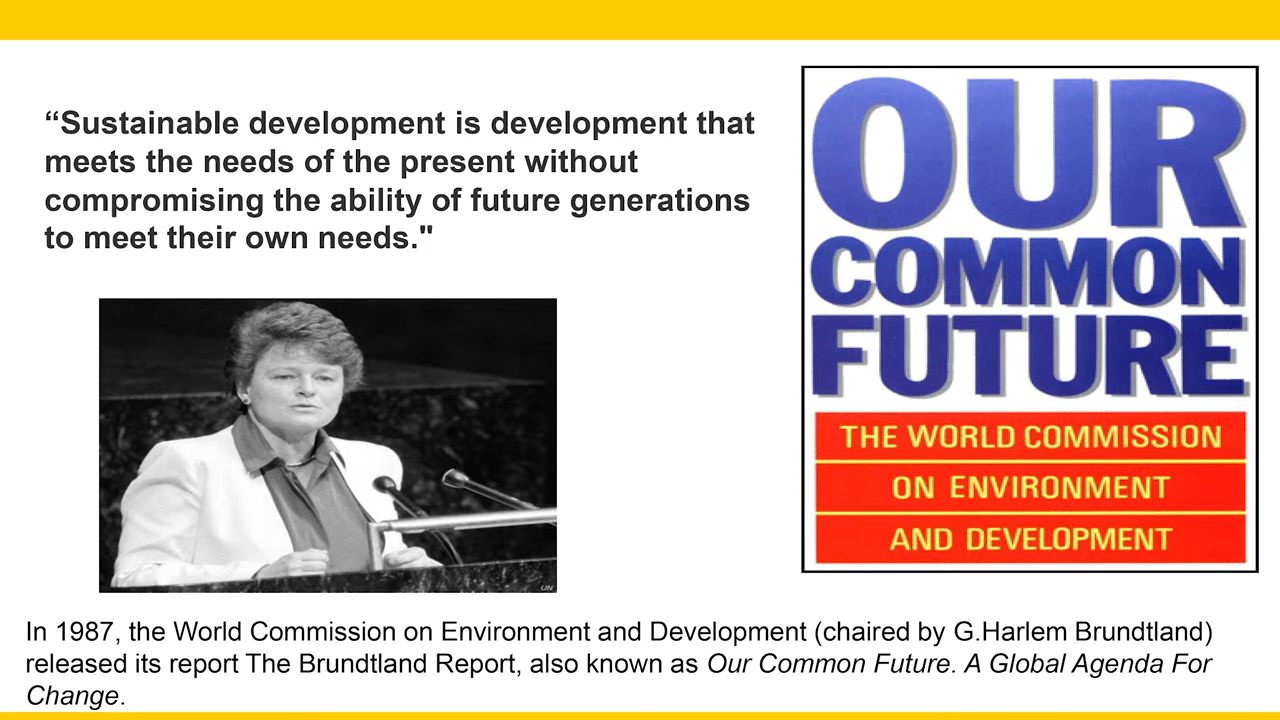 “Sustainable development is development that
meets the needs of the present without
compromising the ability of future generations
to meet their own needs."
OUR
COMMON
FUTURE
THE WORLD COMMISSION
ON ENVIRONMENT
AND DEVELOPMENT
UN
In 1987, the World Commission on Environment and Development (chaired by G.Harlem Brundtland)
released its report The Brundtland Report, also known as Our Common Future. A Global Agenda For
Change.